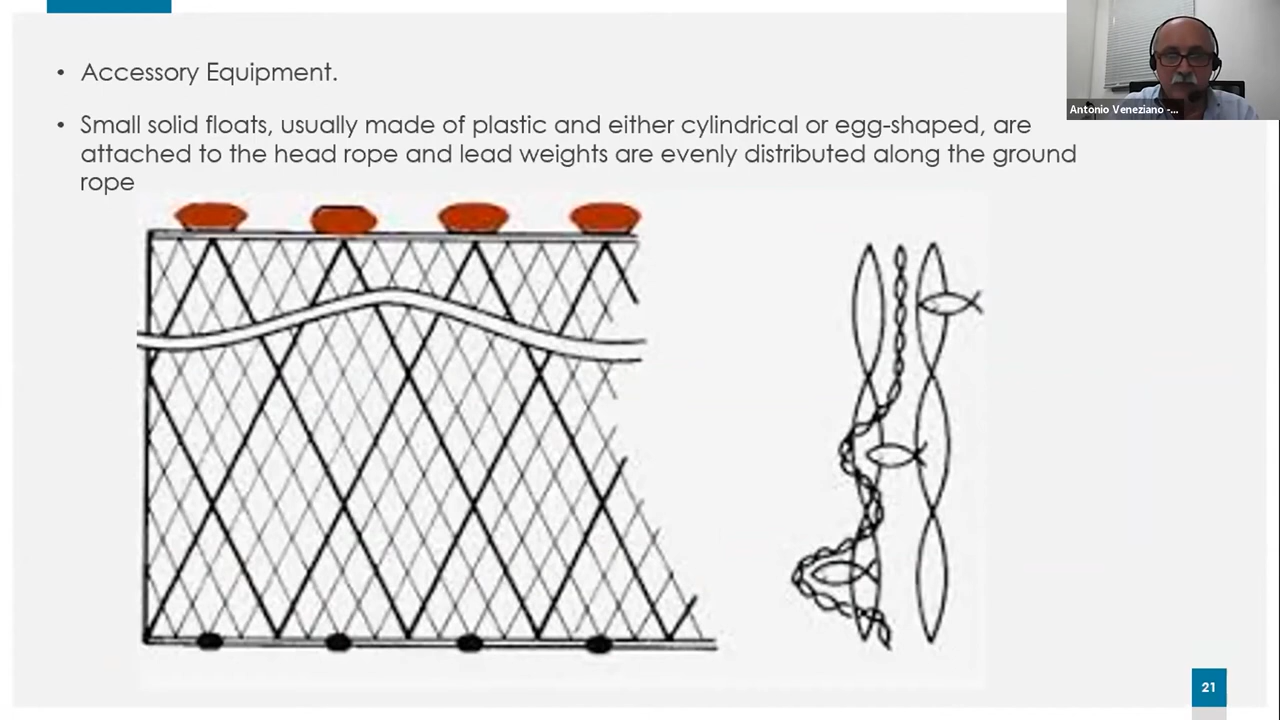 • Accessory Equipment.
• Small solid floats, usually made of plastic and either cylindrical or egg-shaped, are
attached to the head rope and lead weights are evenly distributed along the ground
rope
Antonio Veneziano -...
21